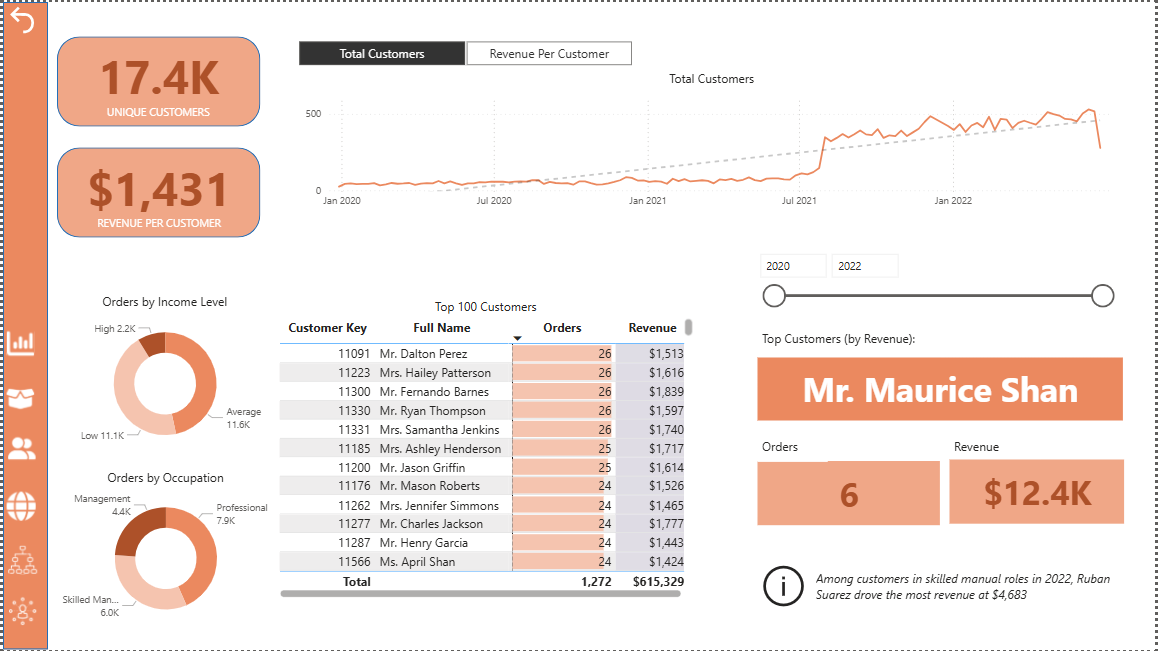 17.4K
UNIQUE CUSTOMERS
$1,431
REVENUE PER CUSTOMER
Total Customers
Revenue Per Customer
Total Customers
500
0
Jan 2020
Jul 2020
Jan 2021
Jul 2021
Jan 2022
Orders by Income Level
High 2.2K
Average
11.6K
Low 11.1K
Orders by Occupation
Management
4.4K
Professional
7.9K
Skilled Man...
6.0K
Top 100 Customers
Customer Key Full Name Orders Revenue
11091 Mr. Dalton Perez 26 $1,513
11223 Mrs. Hailey Patterson 26 $1,616
11300 Mr. Fernando Barnes 26 $1,839
11330 Mr. Ryan Thompson 26 $1,597
11331 Mrs. Samantha Jenkins 26 $1,740
11185 Mrs. Ashley Henderson 25 $1,717
11200 Mr. Jason Griffin 25 $1,614
11176 Mr. Mason Roberts 24 $1,526
11262 Mrs. Jennifer Simmons 24 $1,465
11277 Mr. Charles Jackson 24 $1,777
11287 Mr. Henry Garcia 24 $1,443
11566 Ms. April Shan 24 $1,424
Total 1,272 $615,329
2020
2022
Top Customers (by Revenue):
Mr. Maurice Shan
Orders
Revenue
6
$12.4K
i
Among customers in skilled manual roles in 2022, Ruban
Suarez drove the most revenue at $4,683